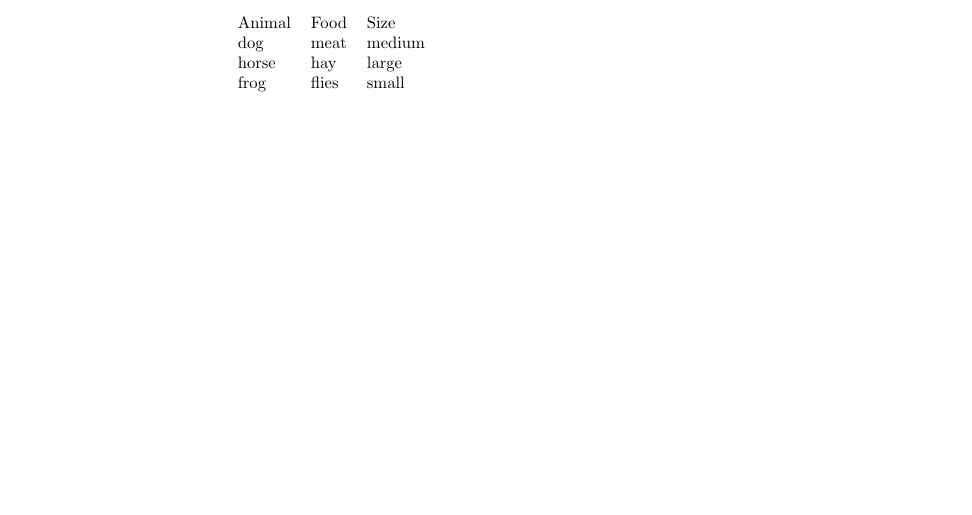 Animal Food Size
dog meat medium
horse hay large
frog flies small